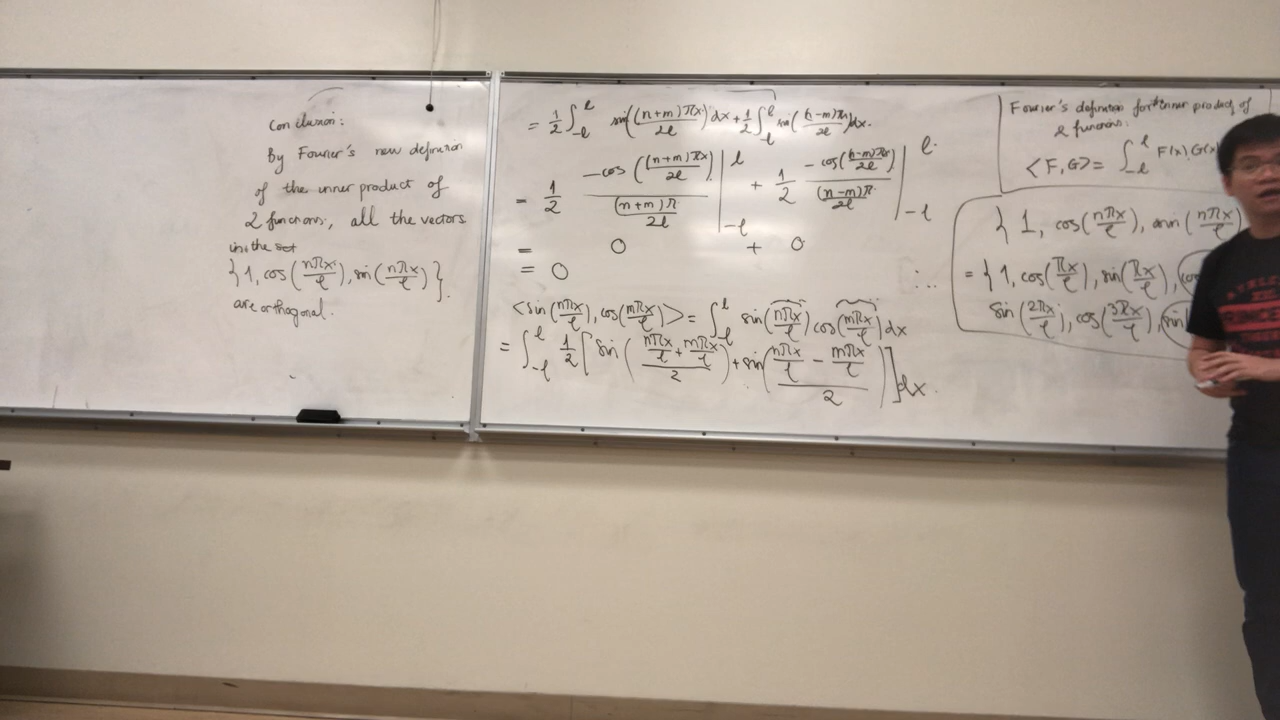 Conclusion:
By Fourier's new definition
of the inner product of
2 functions, all the vectors
in the set
{1, cos(nπx/ℓ), sin(nπx/ℓ)}.
are orthogonal.
= 1/2 ∫_{-ℓ}^{ℓ} sin((n+m)πx/2ℓ) dx + 1/2 ∫_{-ℓ}^{ℓ} sin((n-m)πx/2ℓ) dx.
= 1/2 (-cos((n+m)πx/2ℓ))/((n+m)π/2ℓ) |_{-ℓ}^{ℓ} + 1/2 (-cos((n-m)πx/2ℓ))/((n-m)π/2ℓ) |_{-ℓ}^{ℓ}
= 0 + 0
= 0
<sin(nπx/ℓ), cos(mπx/ℓ)> = ∫_{-ℓ}^{ℓ} sin(nπx/ℓ) cos(mπx/ℓ) dx
= ∫_{-ℓ}^{ℓ} 1/2 [sin((nπx/ℓ + mπx/ℓ)/2) + sin((nπx/ℓ - mπx/ℓ)/2)] dx.
Fourier's definition for inner product of
2 functions:
<F, G> = ∫_{-ℓ}^{ℓ} F(x) G(x)
} 1, cos(nπx/ℓ), sin(nπx/ℓ)
= { 1, cos(πx/ℓ), sin(πx/ℓ), cos
sin(2πx/ℓ), cos(3πx/ℓ), sin